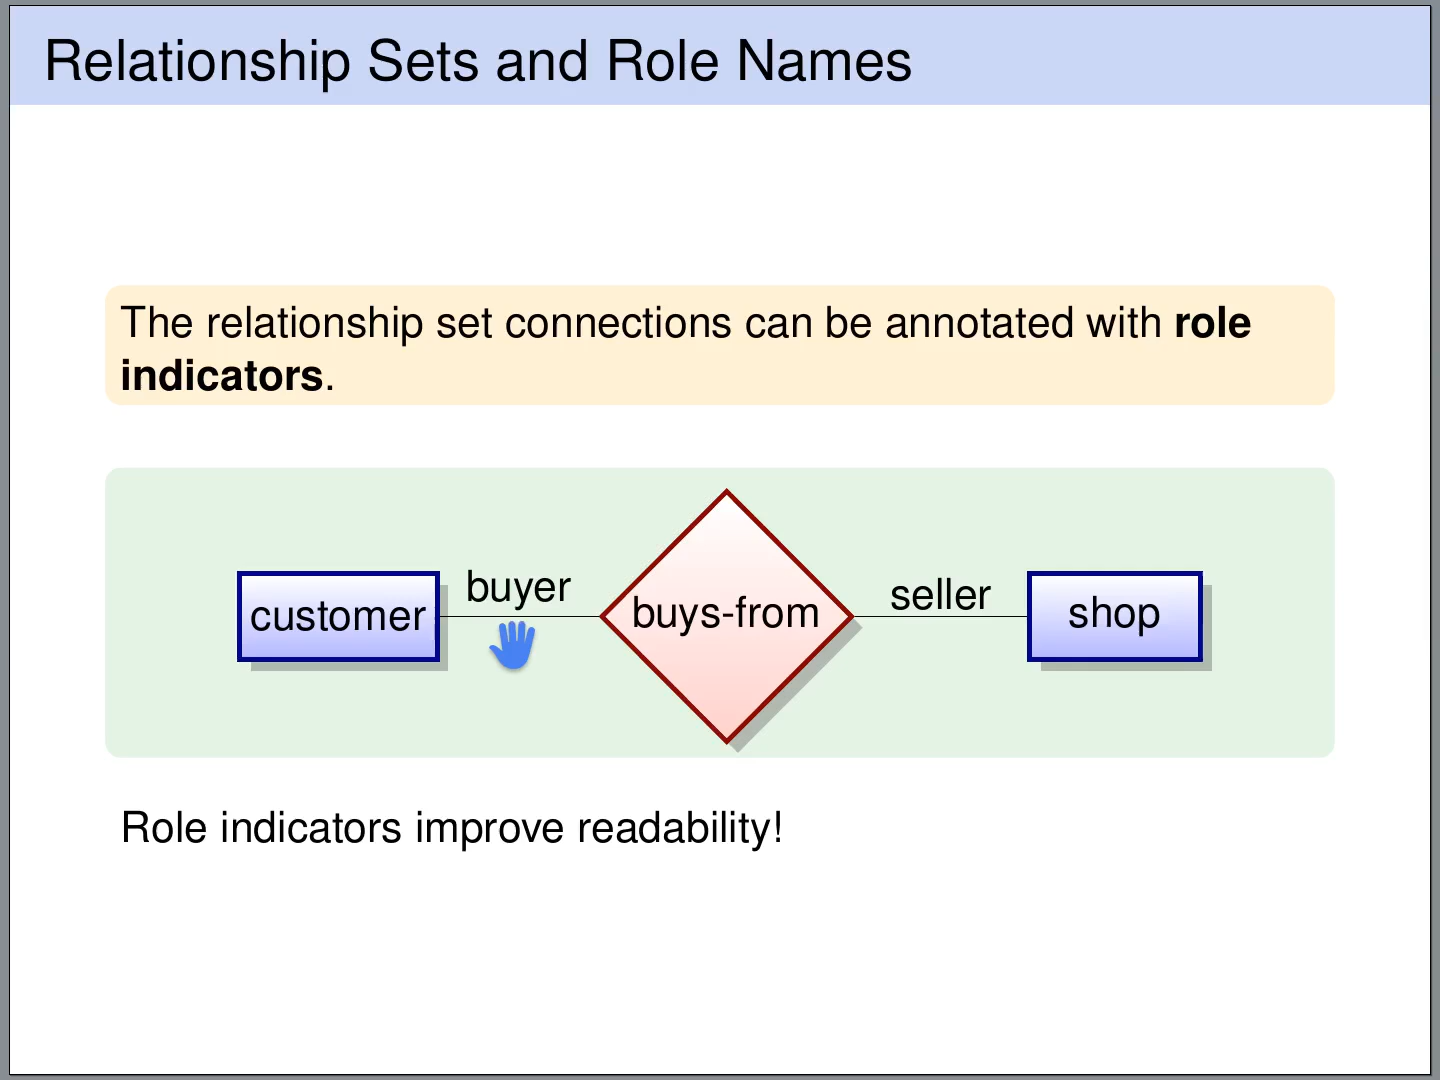 Relationship Sets and Role Names
The relationship set connections can be annotated with role
indicators.
customer buyer buys-from seller shop
Role indicators improve readability!